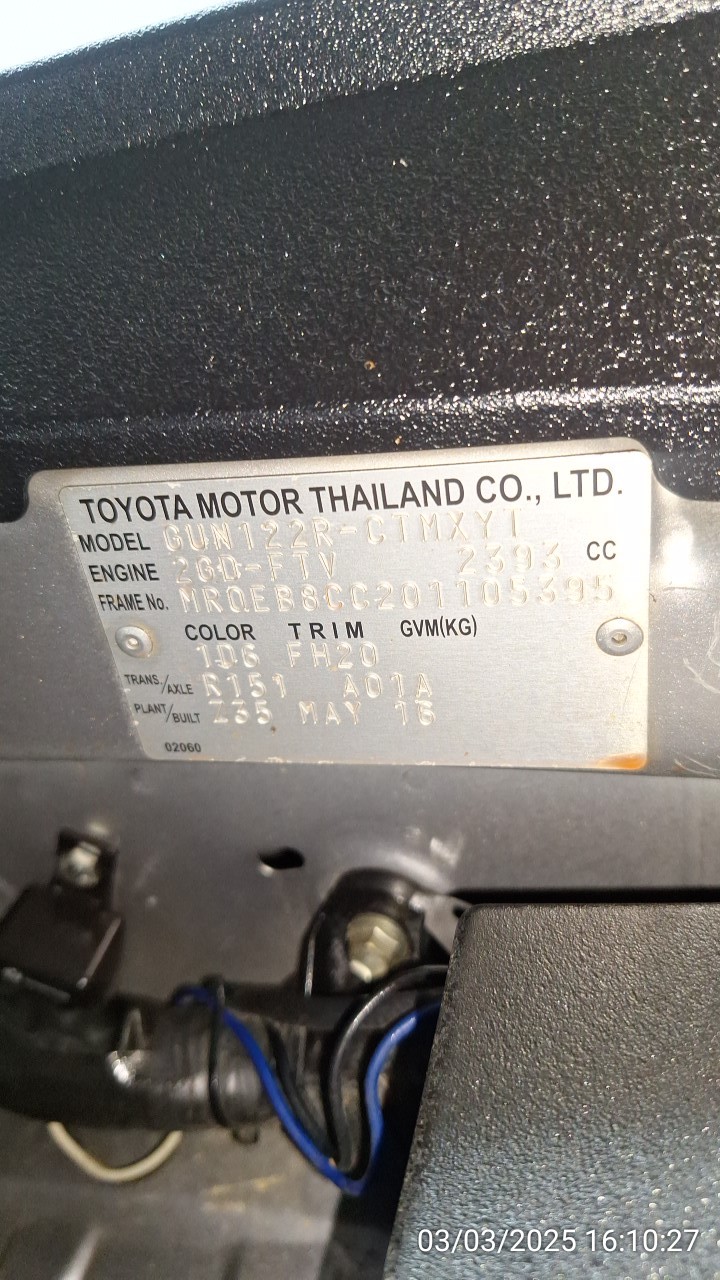 TOYOTA MOTOR THAILAND CO., LTD.
MODEL GUN122R-CTMXYT
ENGINE 2GD-FTV 2393 CC
FRAME No. MR0EB8CC201105395
COLOR TRIM GVM(KG)
1D6 FH20
TRANS./AXLE R151 A01A
PLANT/BUILT Z35 MAY 16
02060
03/03/2025 16:10:27